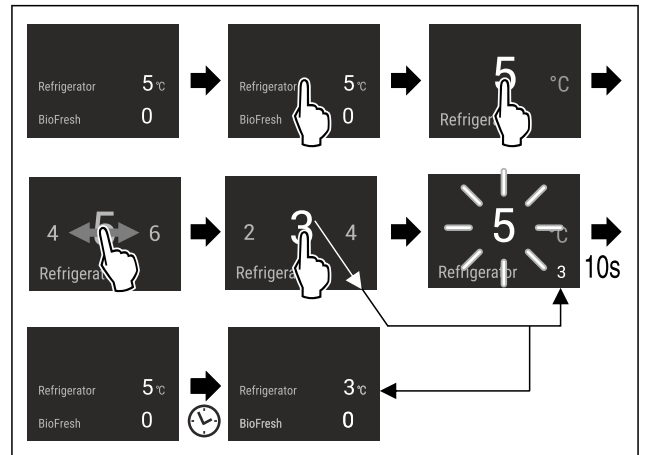 Refrigerator 5 °C
BioFresh 0
Refrigerator 5 °C
BioFresh 0
5 °C
Refriger
4 5 6
Refrigerat
2 3 4
Refrigera
5 °C
Refrigerator 3
10s
Refrigerator 5 °C
BioFresh 0
Refrigerator 3 °C
BioFresh 0